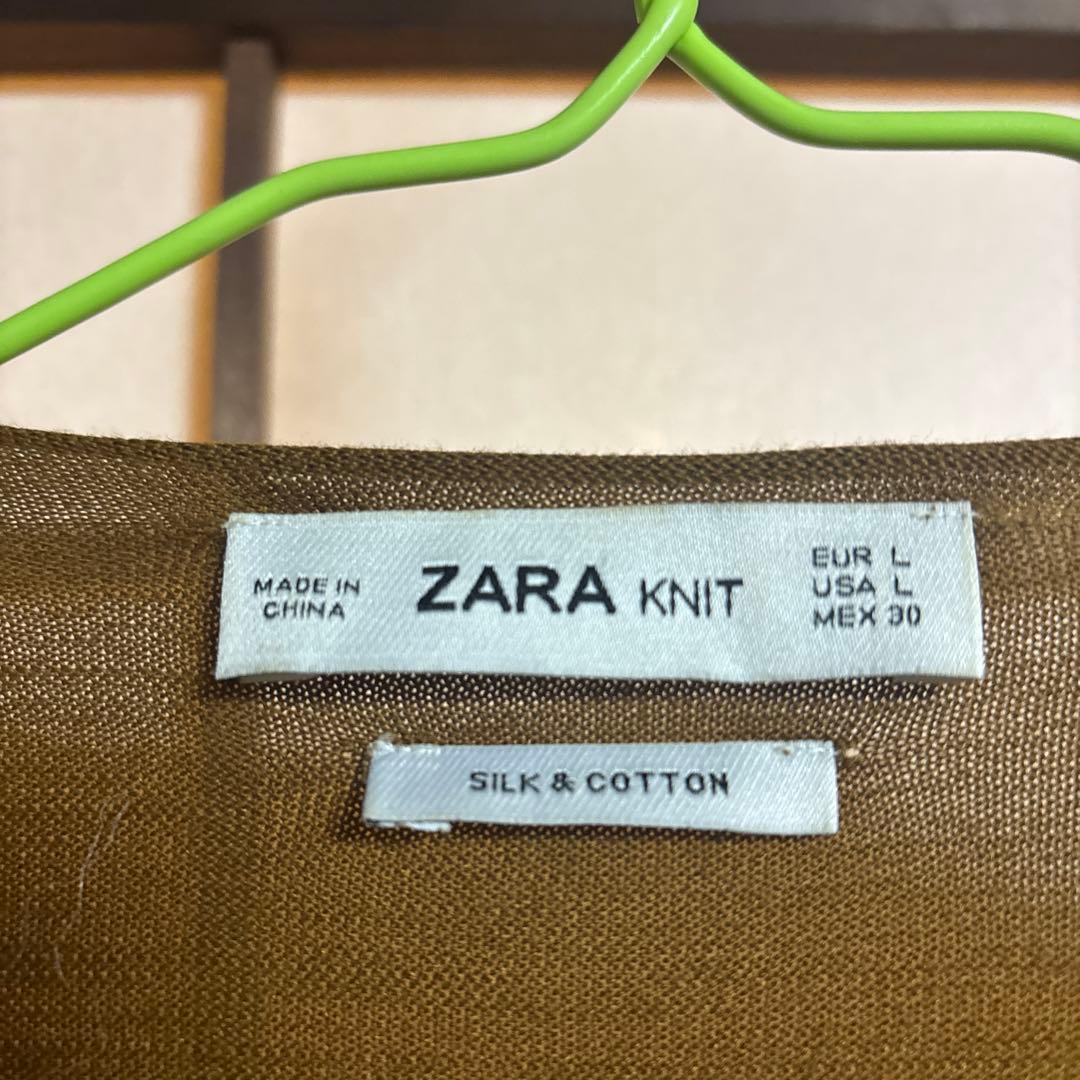 MADE IN
CHINA
ZARA KNIT
EUR L
USA L
MEX 30
SILK & COTTON